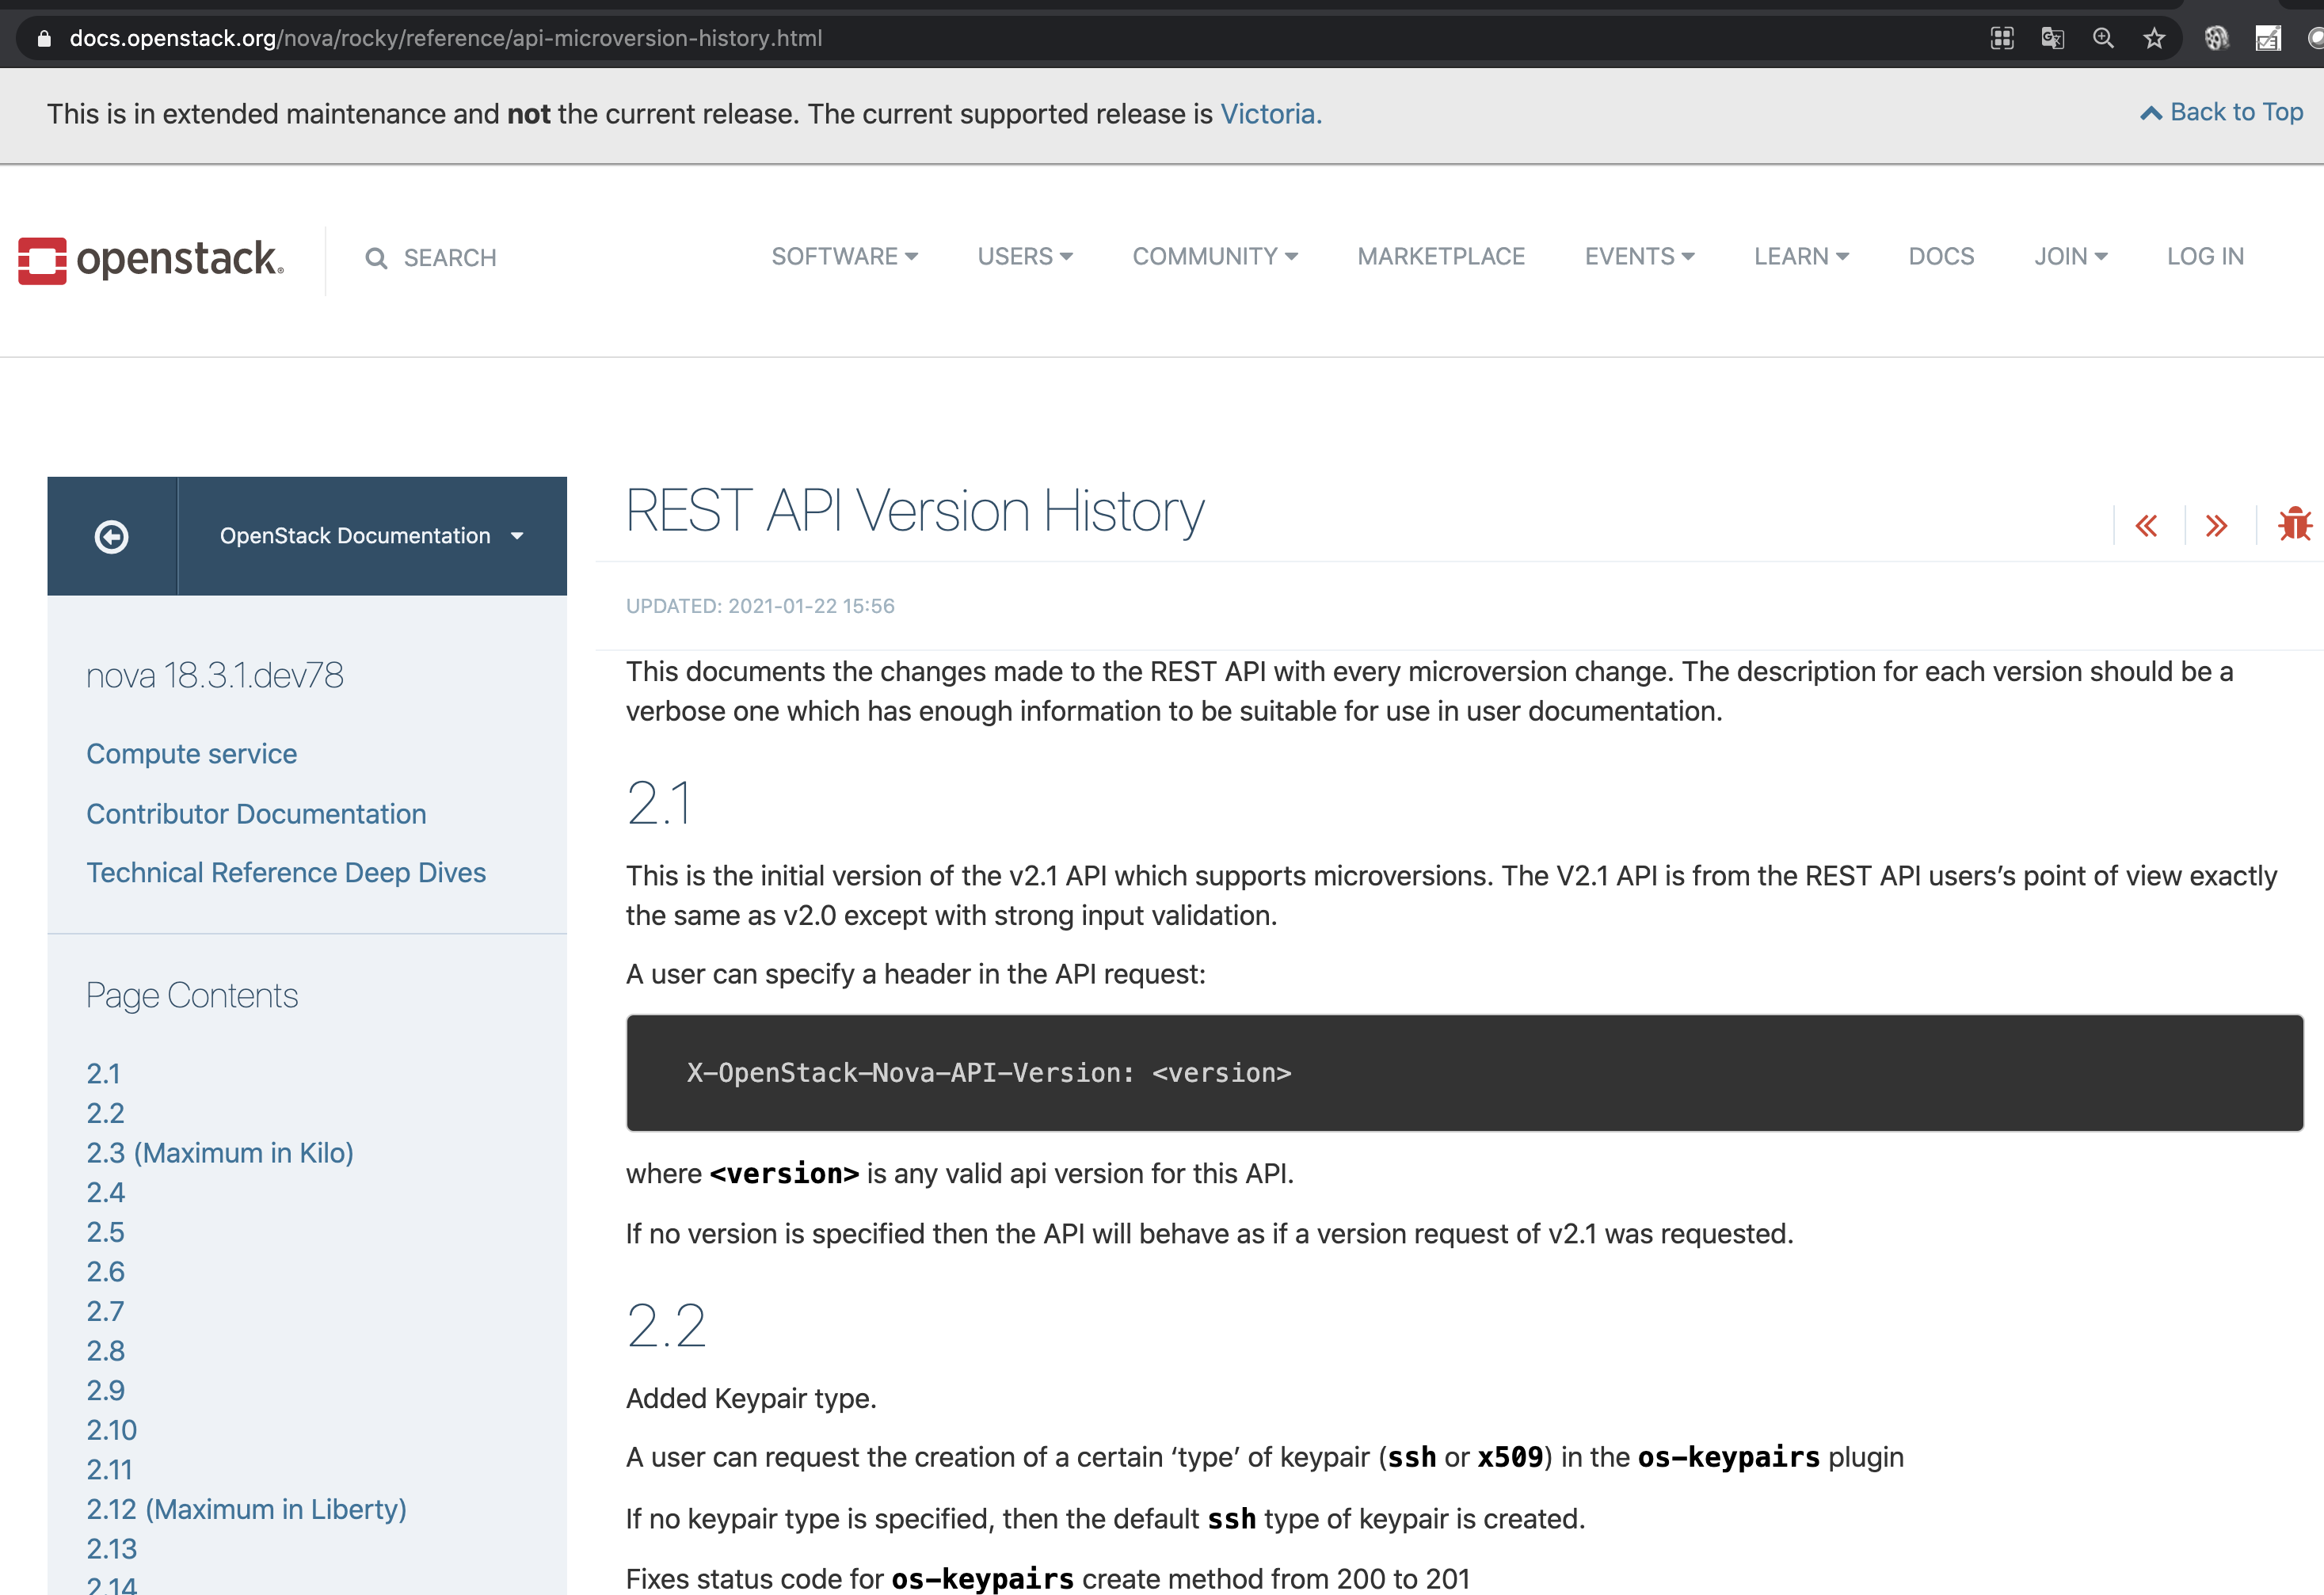 docs.openstack.org/nova/rocky/reference/api-microversion-history.html
This is in extended maintenance and not the current release. The current supported release is Victoria.
Back to Top
openstack.
SEARCH
SOFTWARE
USERS
COMMUNITY
MARKETPLACE
EVENTS
LEARN
DOCS
JOIN
LOG IN
OpenStack Documentation
nova 18.3.1.dev78
Compute service
Contributor Documentation
Technical Reference Deep Dives
Page Contents
2.1
2.2
2.3 (Maximum in Kilo)
2.4
2.5
2.6
2.7
2.8
2.9
2.10
2.11
2.12 (Maximum in Liberty)
2.13
2.14
REST API Version History
UPDATED: 2021-01-22 15:56
This documents the changes made to the REST API with every microversion change. The description for each version should be a
verbose one which has enough information to be suitable for use in user documentation.
2.1
This is the initial version of the v2.1 API which supports microversions. The V2.1 API is from the REST API users’s point of view exactly
the same as v2.0 except with strong input validation.
A user can specify a header in the API request:
X-OpenStack-Nova-API-Version: <version>
where <version> is any valid api version for this API.
If no version is specified then the API will behave as if a version request of v2.1 was requested.
2.2
Added Keypair type.
A user can request the creation of a certain ‘type’ of keypair (ssh or x509) in the os-keypairs plugin
If no keypair type is specified, then the default ssh type of keypair is created.
Fixes status code for os-keypairs create method from 200 to 201